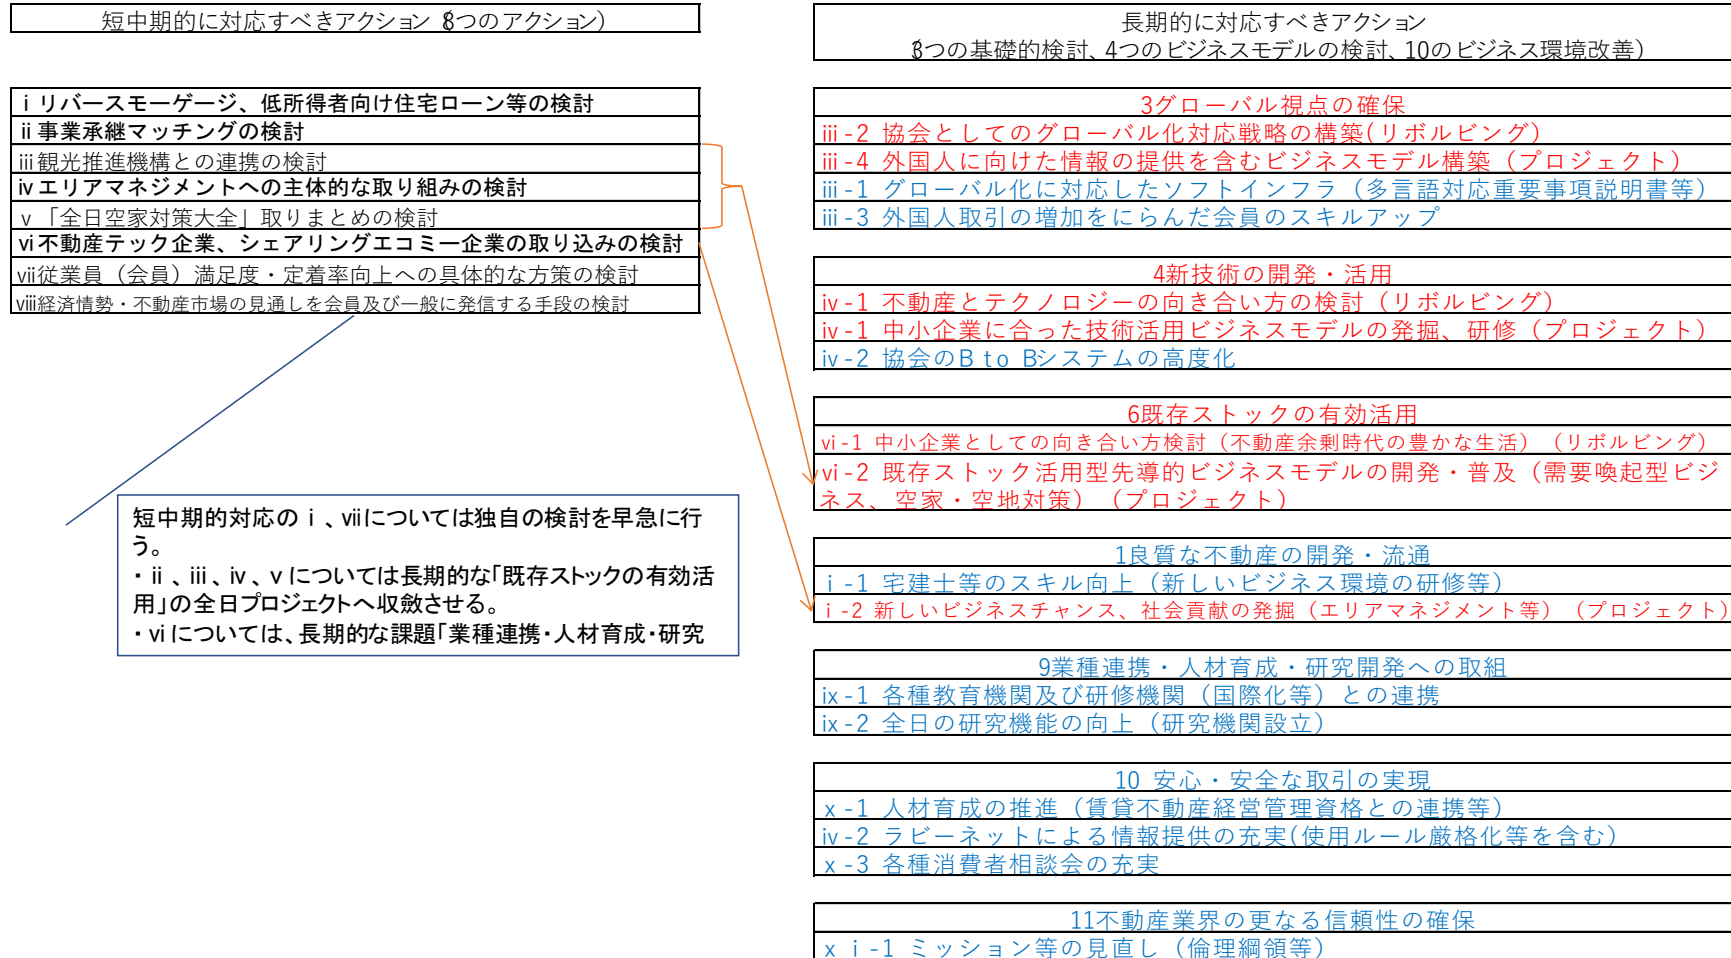 短中期的に対応すべきアクション (8つのアクション)
ⅰリバースモーゲージ、低所得者向け住宅ローン等の検討
ⅱ事業承継マッチングの検討
ⅲ観光推進機構との連携の検討
ⅳエリアマネジメントへの主体的な取り組みの検討
ⅴ「全日空家対策大全」取りまとめの検討
ⅵ不動産テック企業、シェアリングエコミー企業の取り込みの検討
ⅶ従業員（会員）満足度・定着率向上への具体的な方策の検討
ⅷ経済情勢・不動産市場の見通しを会員及び一般に発信する手段の検討
短中期的対応のⅰ、ⅶについては独自の検討を早急に行
う。
・ⅱ、ⅲ、ⅳ、ⅴについては長期的な「既存ストックの有効活
用」の全日プロジェクトへ収斂させる。
・ⅵについては、長期的な課題「業種連携・人材育成・研究
長期的に対応すべきアクション
(3つの基礎的検討、4つのビジネスモデルの検討、10のビジネス環境改善)
3グローバル視点の確保
ⅲ-2 協会としてのグローバル化対応戦略の構築(リボルビング)
ⅲ-4 外国人に向けた情報の提供を含むビジネスモデル構築（プロジェクト）
ⅲ-1 グローバル化に対応したソフトインフラ（多言語対応重要事項説明書等）
ⅲ-3 外国人取引の増加をにらんだ会員のスキルアップ
4新技術の開発・活用
ⅳ-1 不動産とテクノロジーの向き合い方の検討（リボルビング）
ⅳ-1 中小企業に合った技術活用ビジネスモデルの発掘、研修（プロジェクト）
ⅳ-2 協会のB to Bシステムの高度化
6既存ストックの有効活用
ⅵ-1 中小企業としての向き合い方検討（不動産余剰時代の豊かな生活）（リボルビング）
ⅵ-2 既存ストック活用型先導的ビジネスモデルの開発・普及（需要喚起型ビジ
ネス、空家・空地対策）（プロジェクト）
1良質な不動産の開発・流通
ⅰ-1 宅建士等のスキル向上（新しいビジネス環境の研修等）
ⅰ-2 新しいビジネスチャンス、社会貢献の発掘（エリアマネジメント等）（プロジェクト）
9業種連携・人材育成・研究開発への取組
ⅸ-1 各種教育機関及び研修機関（国際化等）との連携
ⅸ-2 全日の研究機能の向上（研究機関設立）
10 安心・安全な取引の実現
ⅹ-1 人材育成の推進（賃貸不動産経営管理資格との連携等）
ⅳ-2 ラビーネットによる情報提供の充実(使用ルール厳格化等を含む)
ⅹ-3 各種消費者相談会の充実
11不動産業界の更なる信頼性の確保
ⅹⅰ-1 ミッション等の見直し（倫理綱領等）